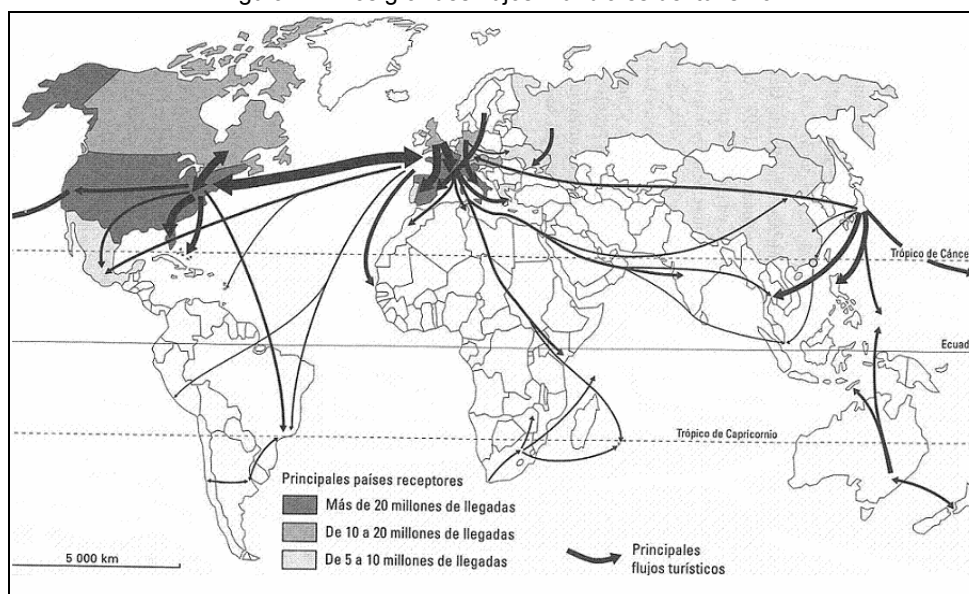 Trópico de Cánce
Ecuad
Trópico de Capricornio
Principales países receptores
Más de 20 millones de llegadas
De 10 a 20 millones de llegadas
De 5 a 10 millones de llegadas
5 000 km
Principales
flujos turísticos